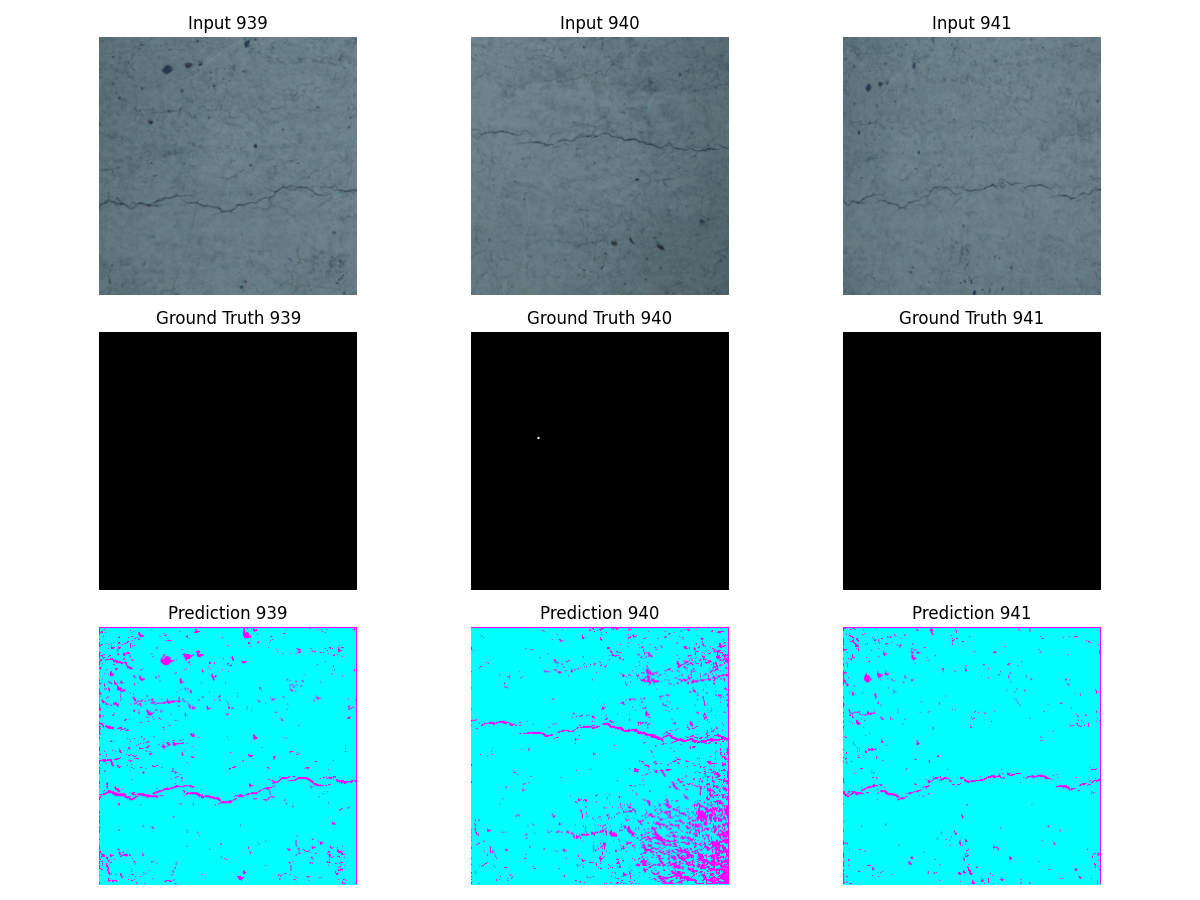 Input 939
Input 940
Input 941
Ground Truth 939
Ground Truth 940
Ground Truth 941
Prediction 939
Prediction 940
Prediction 941